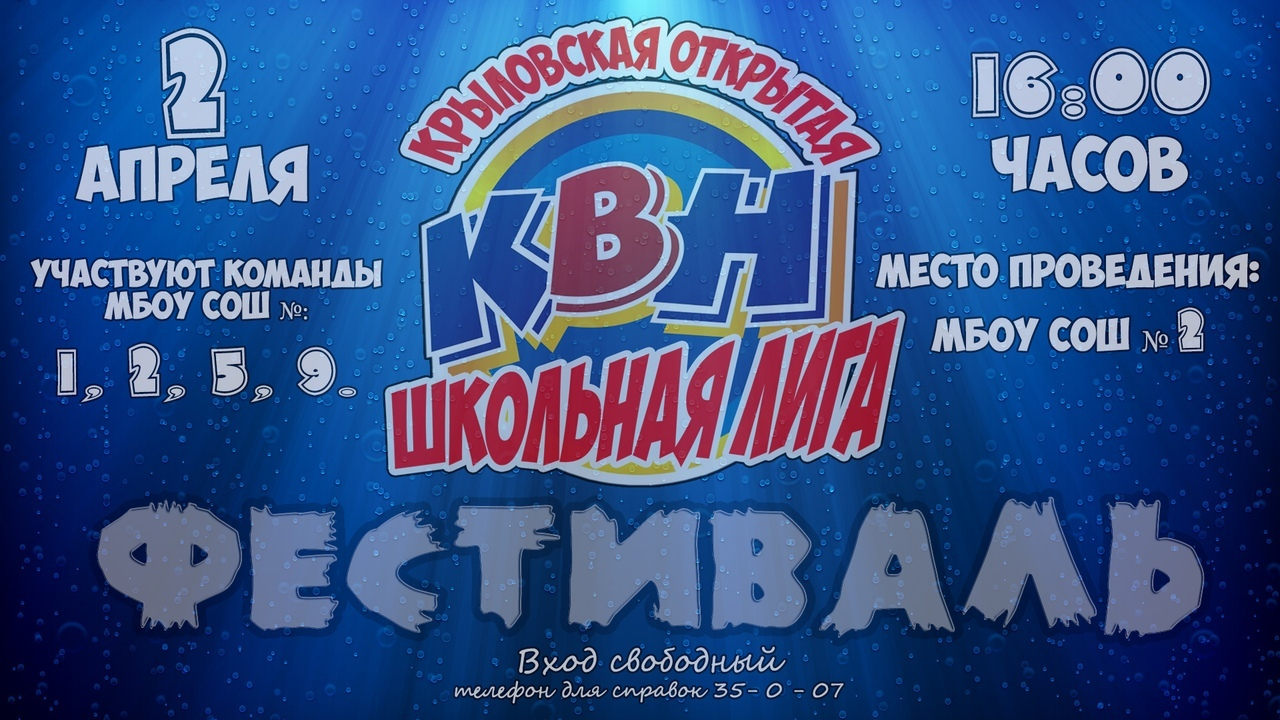 2
АПРЕЛЯ
УЧАСТВУЮТ КОМАНДЫ
МБОУ СОШ №:
1, 2, 5, 9.
КРЫЛОВСКАЯ ОТКРЫТАЯ
КВН
ШКОЛЬНАЯ ЛИГА
16:00
ЧАСОВ
МЕСТО ПРОВЕДЕНИЯ:
МБОУ СОШ № 2
ФЕСТИВАЛЬ
Вход свободный
телефон для справок 35- 0 - 07